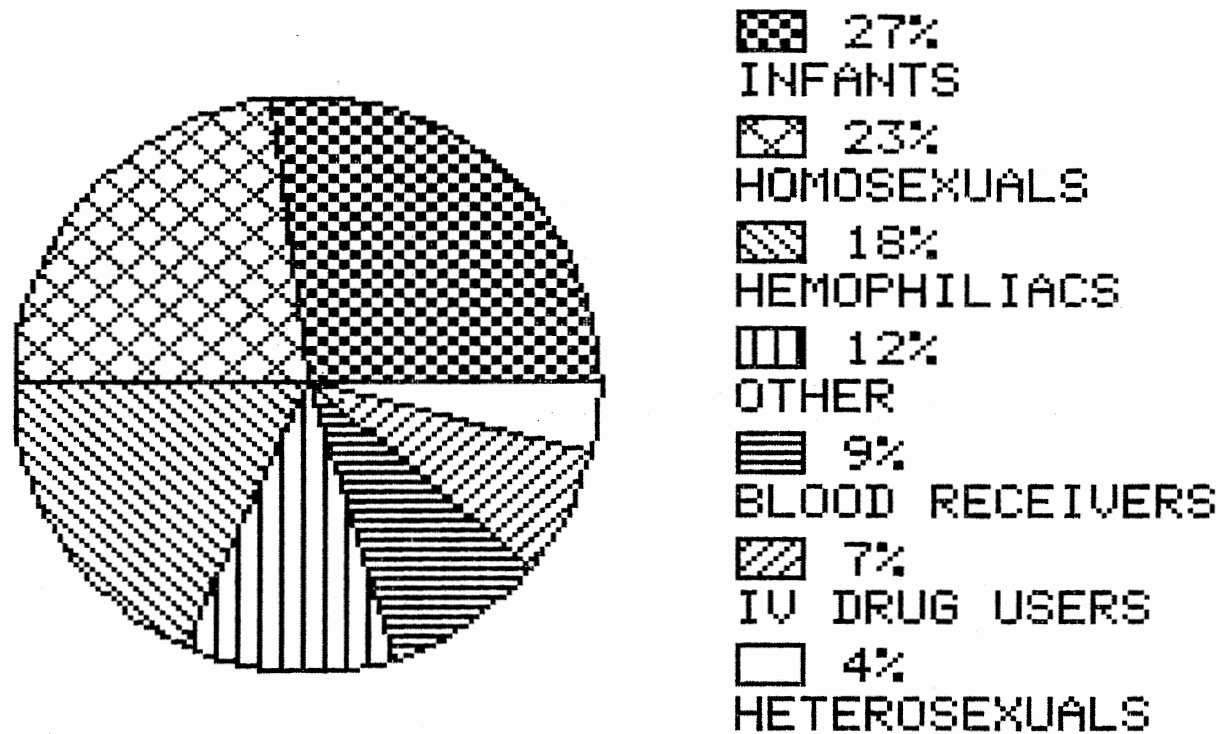 27%
INFANTS
23%
HOMOSEXUALS
18%
HEMOPHILIACS
12%
OTHER
9%
BLOOD RECEIVERS
7%
IV DRUG USERS
4%
HETEROSEXUALS